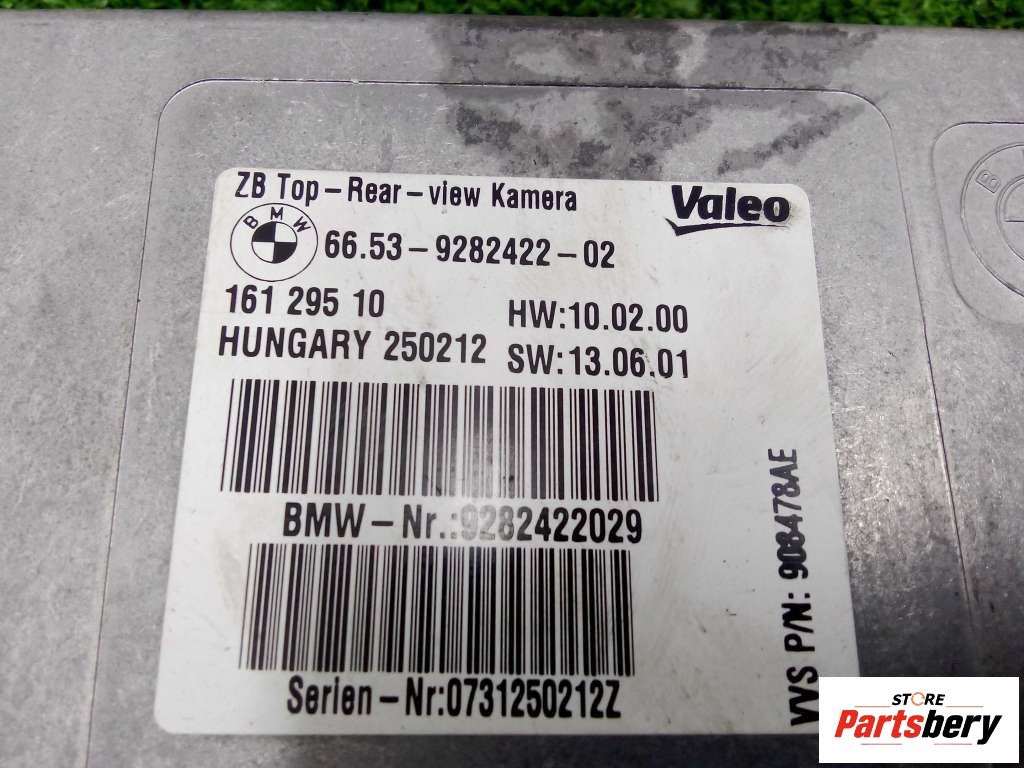 ZB Top-Rear-view Kamera
Valeo
BMW
66.53-9282422-02
161 295 10
HW:10.02.00
HUNGARY 250212
SW:13.06.01
BMW-Nr.:9282422029
Serien-Nr:0731250212Z
VVS P/N: 908478AE
B
STORE
Partsbery